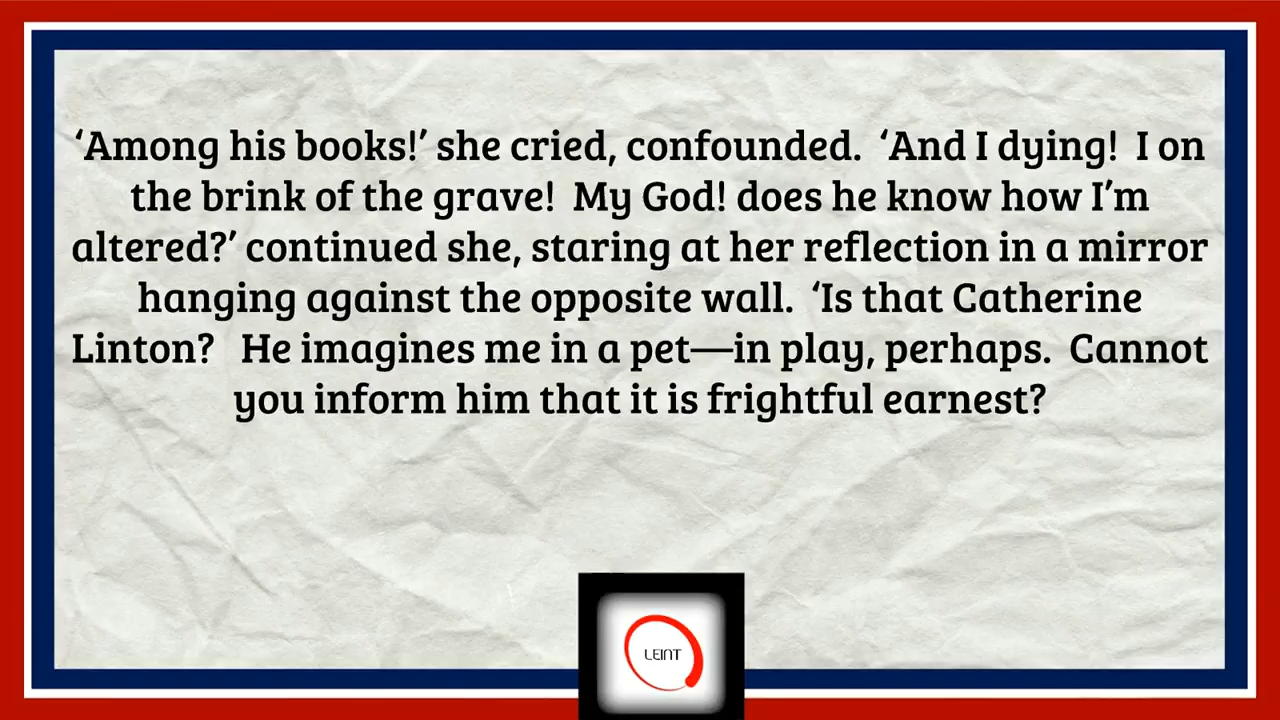 ‘Among his books!’ she cried, confounded.  ‘And I dying!  I on
the brink of the grave!  My God! does he know how I’m
altered?’ continued she, staring at her reflection in a mirror
hanging against the opposite wall.  ‘Is that Catherine
Linton?   He imagines me in a pet—in play, perhaps.  Cannot
you inform him that it is frightful earnest?
LEINT